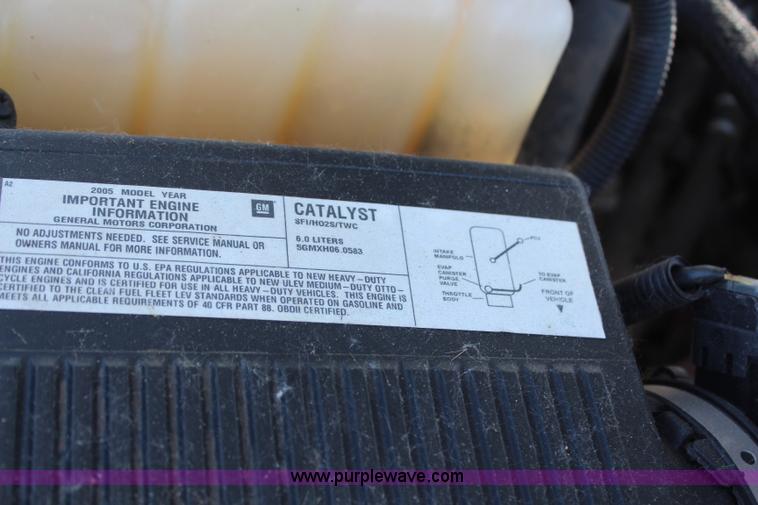 A2
2005 MODEL YEAR
IMPORTANT ENGINE
INFORMATION
GENERAL MOTORS CORPORATION
GM
NO ADJUSTMENTS NEEDED. SEE SERVICE MANUAL OR
OWNERS MANUAL FOR MORE INFORMATION.
CATALYST
SFI/HO2S/TWC
6.0 LITERS
5GMXH06.0583
THIS ENGINE CONFORMS TO U.S. EPA REGULATIONS APPLICABLE TO NEW HEAVY-DUTY
ENGINES AND CALIFORNIA REGULATIONS APPLICABLE TO NEW ULEV MEDIUM-DUTY OTTO-
CYCLE ENGINES AND IS CERTIFIED FOR USE IN ALL HEAVY-DUTY VEHICLES. THIS ENGINE IS
CERTIFIED TO THE CLEAN FUEL FLEET LEV STANDARDS WHEN OPERATED ON GASOLINE AND
MEETS ALL APPLICABLE REQUIREMENTS OF 40 CFR PART 88. OBDII CERTIFIED.
INTAKE
MANIFOLD
PCV
EVAP
CANISTER
PURGE
VALVE
TO EVAP
CANISTER
THROTTLE
BODY
FRONT OF
VEHICLE
www.purplewave.com